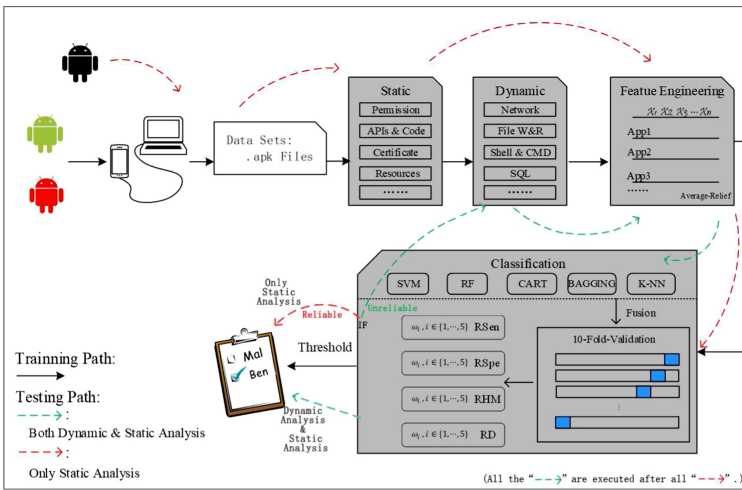 Data Sets:
.apk Files
Static
Permission
APIs & Code
Certificate
Resources
······
Dynamic
Network
File W&R
Shell & CMD
SQL
······
Featue Engineering
X₁ X₂ X₃ ··· Xn
App1
App2
App3
······
Average-Relief
Classification
SVM
RF
CART
BAGGING
K-NN
Fusion
10-Fold-Validation
⋮
ωᵢ, i ∈ {1,···,5} RSen
ωᵢ, i ∈ {1,···,5} RSpe
ωᵢ, i ∈ {1,···,5} RHM
ωᵢ, i ∈ {1,···,5} RD
IF
Unreliable
Reliable
Only
Static
Analysis
Threshold
Mal
Ben
Dynamic
Analysis
&
Static
Analysis
Trainning Path:
Testing Path:
:
Both Dynamic & Static Analysis
:
Only Static Analysis
(All the "--→" are executed after all "--→".)